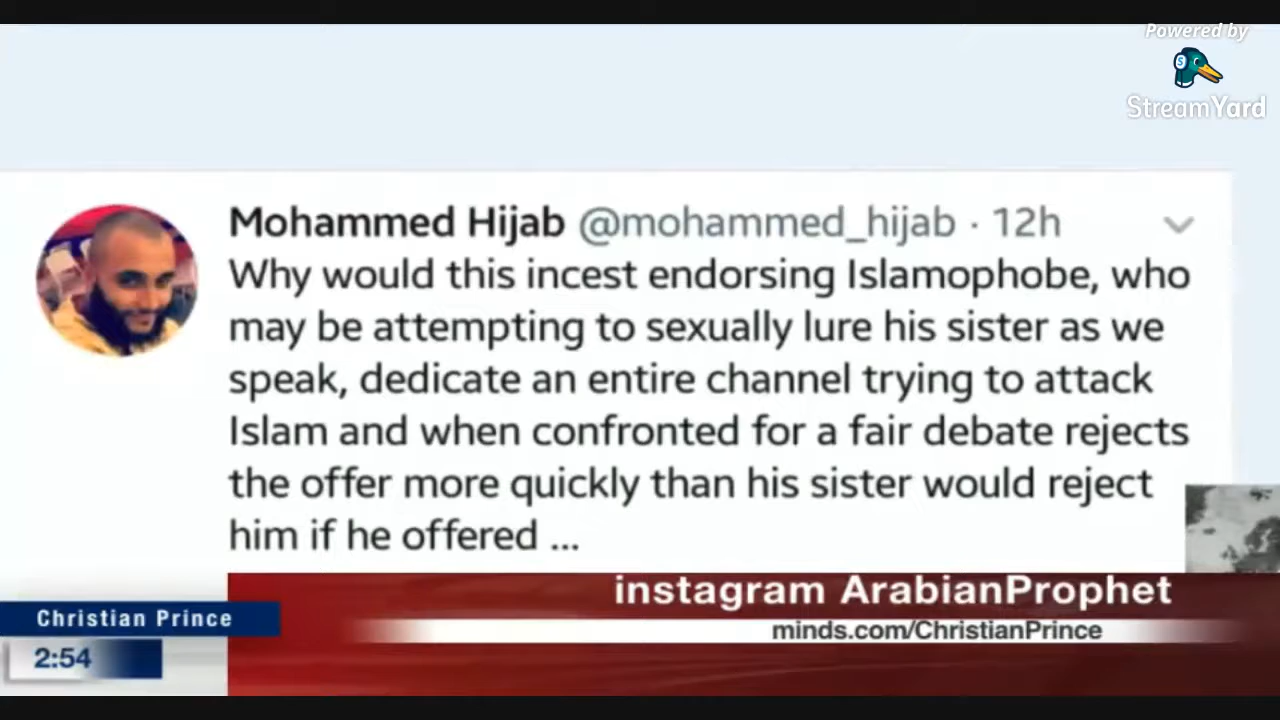 Powered by
StreamYard
Mohammed Hijab @mohammed_hijab · 12h
Why would this incest endorsing Islamophobe, who
may be attempting to sexually lure his sister as we
speak, dedicate an entire channel trying to attack
Islam and when confronted for a fair debate rejects
the offer more quickly than his sister would reject
him if he offered ...
instagram ArabianProphet
Christian Prince
minds.com/ChristianPrince
2:54